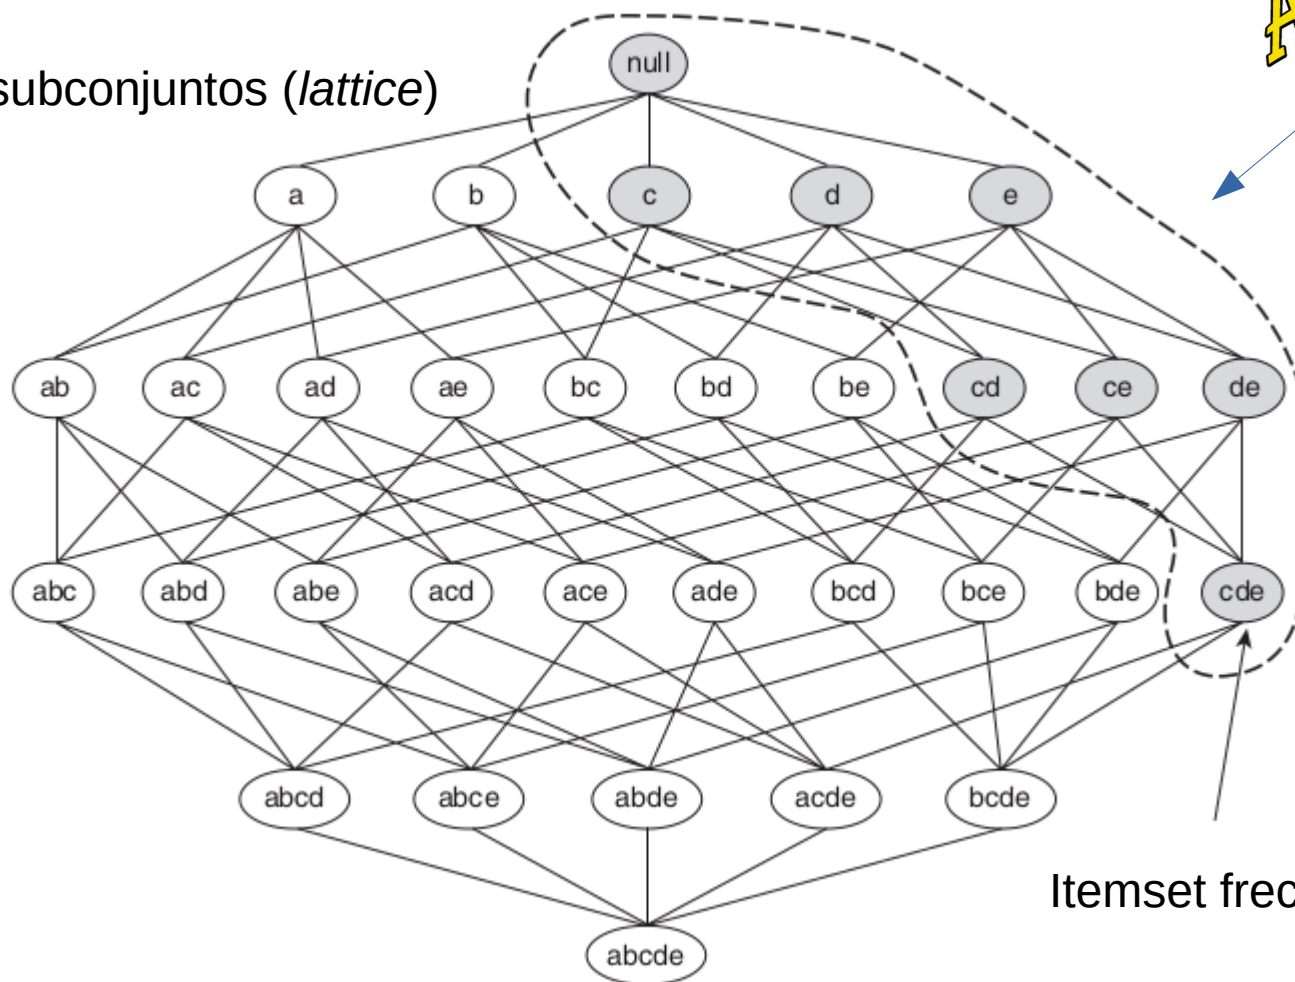 subconjuntos (lattice)
null
a b c d e
ab ac ad ae bc bd be cd ce de
abc abd abe acd ace ade bcd bce bde cde
abcd abce abde acde bcde
Itemset
abcde